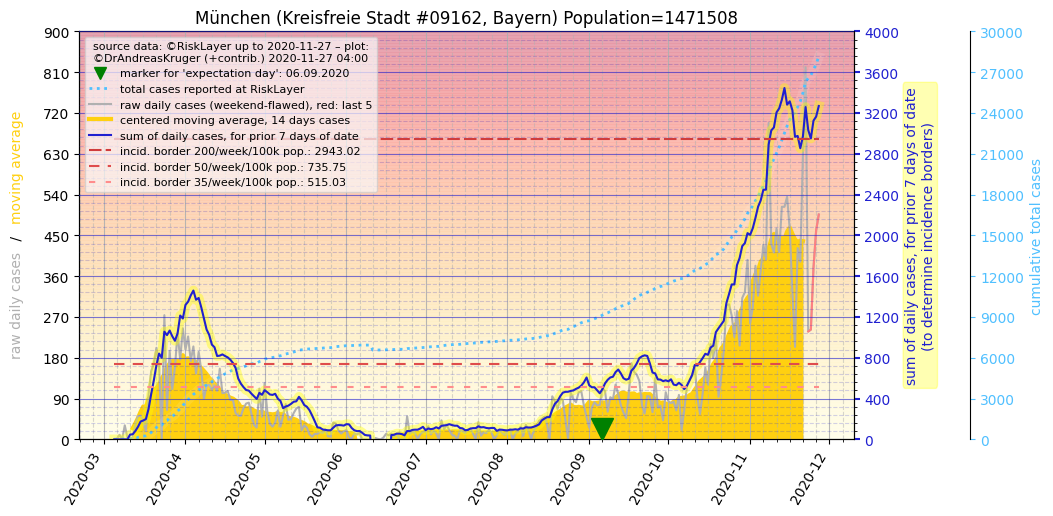 München (Kreisfreie Stadt #09162, Bayern) Population=1471508
source data: ©RiskLayer up to 2020-11-27 – plot:
©DrAndreasKruger (+contrib.) 2020-11-27 04:00
marker for 'expectation day': 06.09.2020
total cases reported at RiskLayer
raw daily cases (weekend-flawed), red: last 5
centered moving average, 14 days cases
sum of daily cases, for prior 7 days of date
incid. border 200/week/100k pop.: 2943.02
incid. border 50/week/100k pop.: 735.75
incid. border 35/week/100k pop.: 515.03
raw daily cases / moving average
900
810
720
630
540
450
360
270
180
90
0
4000
3600
3200
2800
2400
2000
1600
1200
800
400
0
sum of daily cases, for prior 7 days of date
(to determine incidence borders)
30000
27000
24000
21000
18000
15000
12000
9000
6000
3000
0
cumulative total cases
2020-03
2020-04
2020-05
2020-06
2020-07
2020-08
2020-09
2020-10
2020-11
2020-12